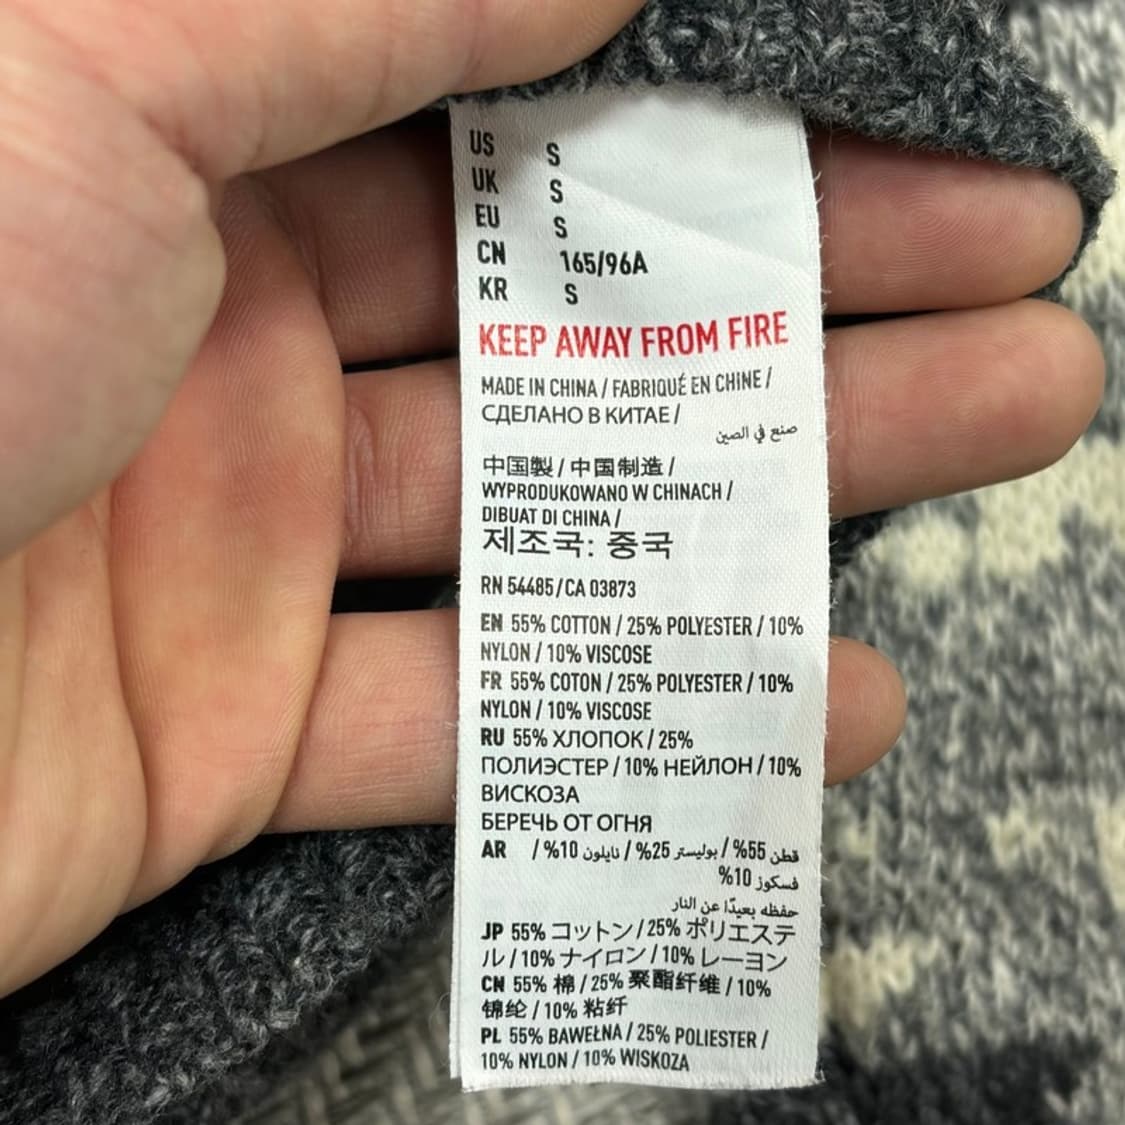 US S
UK S
EU S
CN 165/96A
KR S
KEEP AWAY FROM FIRE
MADE IN CHINA / FABRIQUÉ EN CHINE /
СДЕЛАНО В КИТАЕ /
صنع في الصين
中国製 / 中国制造 /
WYPRODUKOWANO W CHINACH /
DIBUAT DI CHINA /
제조국: 중국
RN 54485/CA 03873
EN 55% COTTON / 25% POLYESTER / 10%
NYLON / 10% VISCOSE
FR 55% COTON / 25% POLYESTER / 10%
NYLON / 10% VISCOSE
RU 55% ХЛОПОК / 25%
ПОЛИЭСТЕР / 10% НЕЙЛОН / 10%
ВИСКОЗА
БЕРЕЧЬ ОТ ОГНЯ
AR قطن 55% / بوليستر 25% / نايلون 10% /
فسكوز 10%
حفظه بعيدًا عن النار
JP 55% コットン / 25% ポリエステ
ル / 10% ナイロン / 10% レーヨン
CN 55% 棉 / 25% 聚酯纤维 / 10%
锦纶 / 10% 粘纤
PL 55% BAWEŁNA / 25% POLIESTER /
10% NYLON / 10% WISKOZA